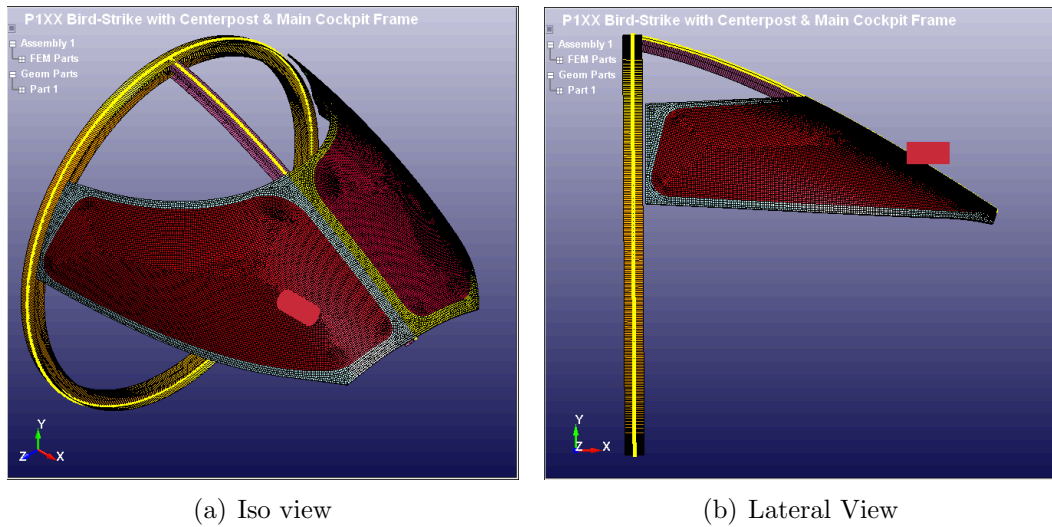 P1XX Bird-Strike with Centerpost & Main Cockpit Frame
Assembly 1
FEM Parts
Geom Parts
Part 1
Y
Z
X
(a) Iso view
P1XX Bird-Strike with Centerpost & Main Cockpit Frame
Assembly 1
FEM Parts
Geom Parts
Part 1
Y
Z
X
(b) Lateral View